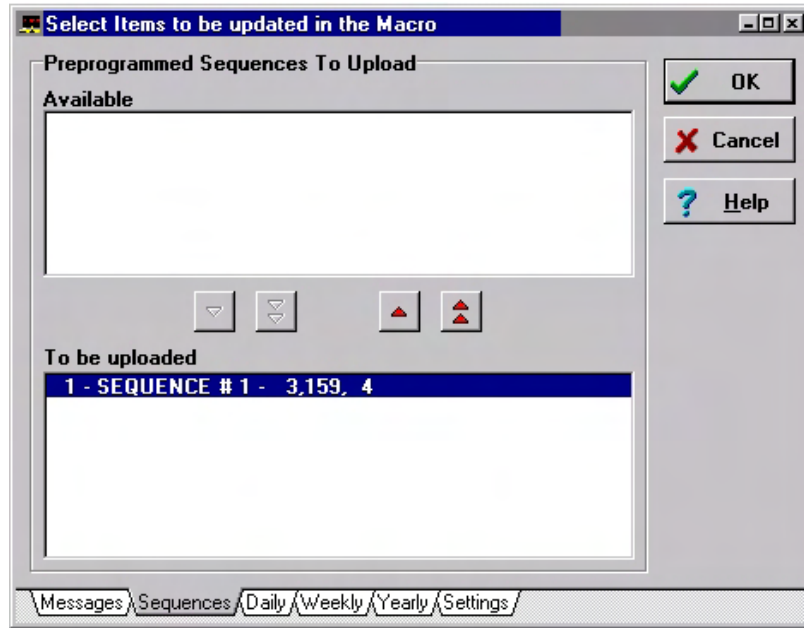 Select Items to be updated in the Macro
Preprogrammed Sequences To Upload
Available
OK
Cancel
Help
To be uploaded
1 - SEQUENCE # 1 - 3,159, 4
Messages Sequences Daily Weekly Yearly Settings